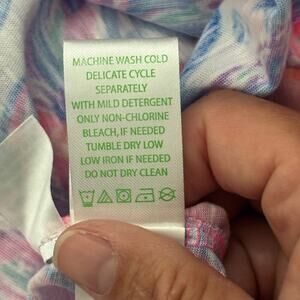 MACHINE WASH COLD
DELICATE CYCLE
SEPARATELY
WITH MILD DETERGENT
ONLY NON-CHLORINE
BLEACH, IF NEEDED
TUMBLE DRY LOW
LOW IRON IF NEEDED
DO NOT DRY CLEAN